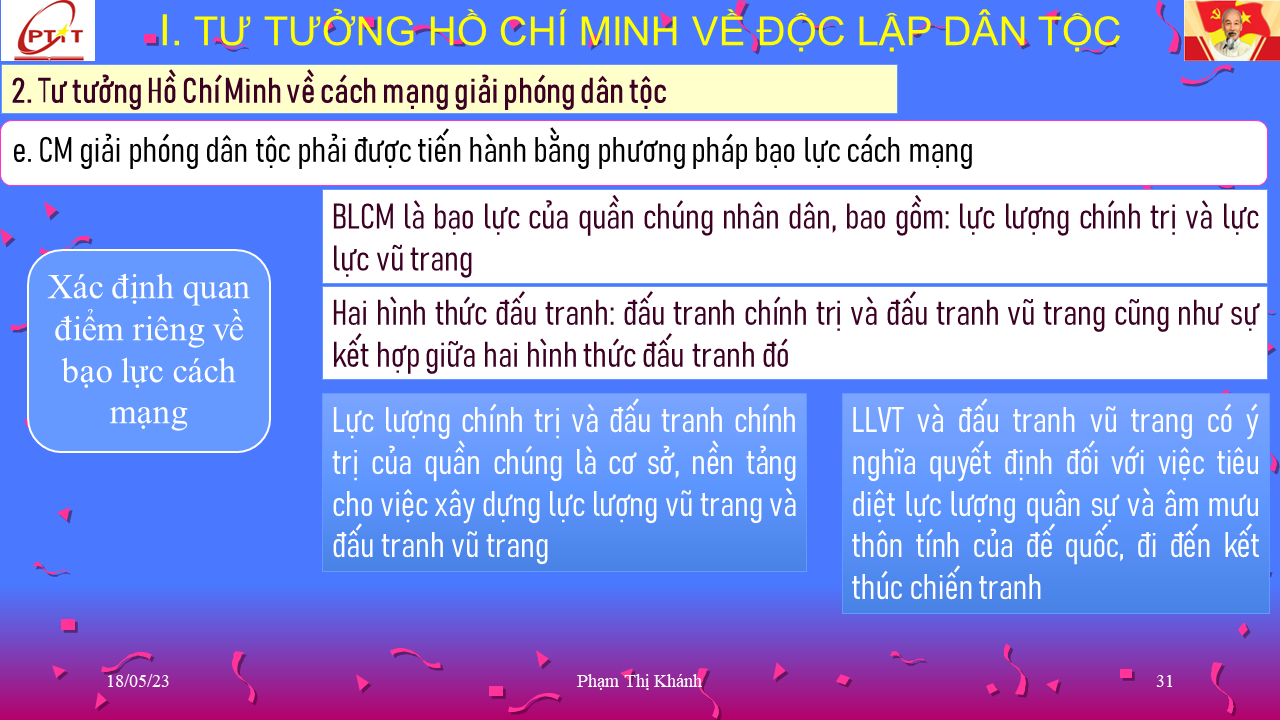 PTIT
I. TƯ TƯỞNG HỒ CHÍ MINH VỀ ĐỘC LẬP DÂN TỘC
2. Tư tưởng Hồ Chí Minh về cách mạng giải phóng dân tộc
e. CM giải phóng dân tộc phải được tiến hành bằng phương pháp bạo lực cách mạng
Xác định quan
điểm riêng về
bạo lực cách
mạng
BLCM là bạo lực của quần chúng nhân dân, bao gồm: lực lượng chính trị và lực
lực vũ trang
Hai hình thức đấu tranh: đấu tranh chính trị và đấu tranh vũ trang cũng như sự
kết hợp giữa hai hình thức đấu tranh đó
Lực lượng chính trị và đấu tranh chính
trị của quần chúng là cơ sở, nền tảng
cho việc xây dựng lực lượng vũ trang và
đấu tranh vũ trang
LLVT và đấu tranh vũ trang có ý
nghĩa quyết định đối với việc tiêu
diệt lực lượng quân sự và âm mưu
thôn tính của đế quốc, đi đến kết
thúc chiến tranh
18/05/23
Phạm Thị Khánh
31